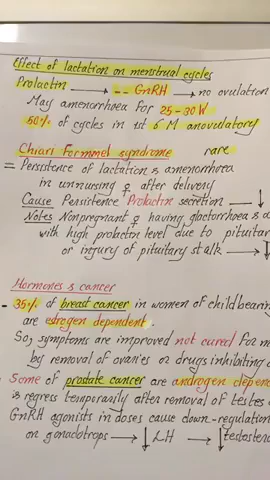 Effect of lactation on menstrual cycles
Prolactin → -- GnRH → no ovulation
May amenorrhoea for 25-30 W
50% of cycles in 1st 6 M anovulatory
Chiari Formmel syndrome rare
= Persistence of lactation & amenorrhoea
in unnursing ♀ after delivery
Cause Persistence Prolactin secretion → ↓
Notes Nonpregnant ♀ having glactorrhoea &
with high prolactin level due to pituitar
or injury of pituitary stalk → ↓
Hormones & cancer
- 35% of breast cancer in women of childbearin
are estrogen dependent.
So, symptoms are improved not cured for
by removal of ovaries or drugs inhibiting
- Some of prostate cancer are androgen depen
is regress temporarily after removal of testes
GnRH agonists in doses cause down-regulation
on gonadotrops → ↓ LH → ↓ testoste